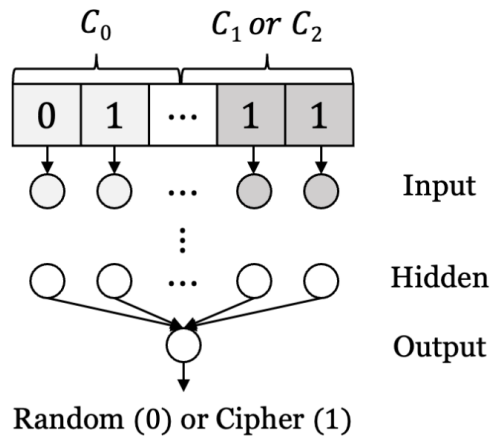 C₀ C₁ or C₂
0 1 ⋯ 1 1
⋯ Input
⋮
⋯ Hidden
Output
Random (0) or Cipher (1)